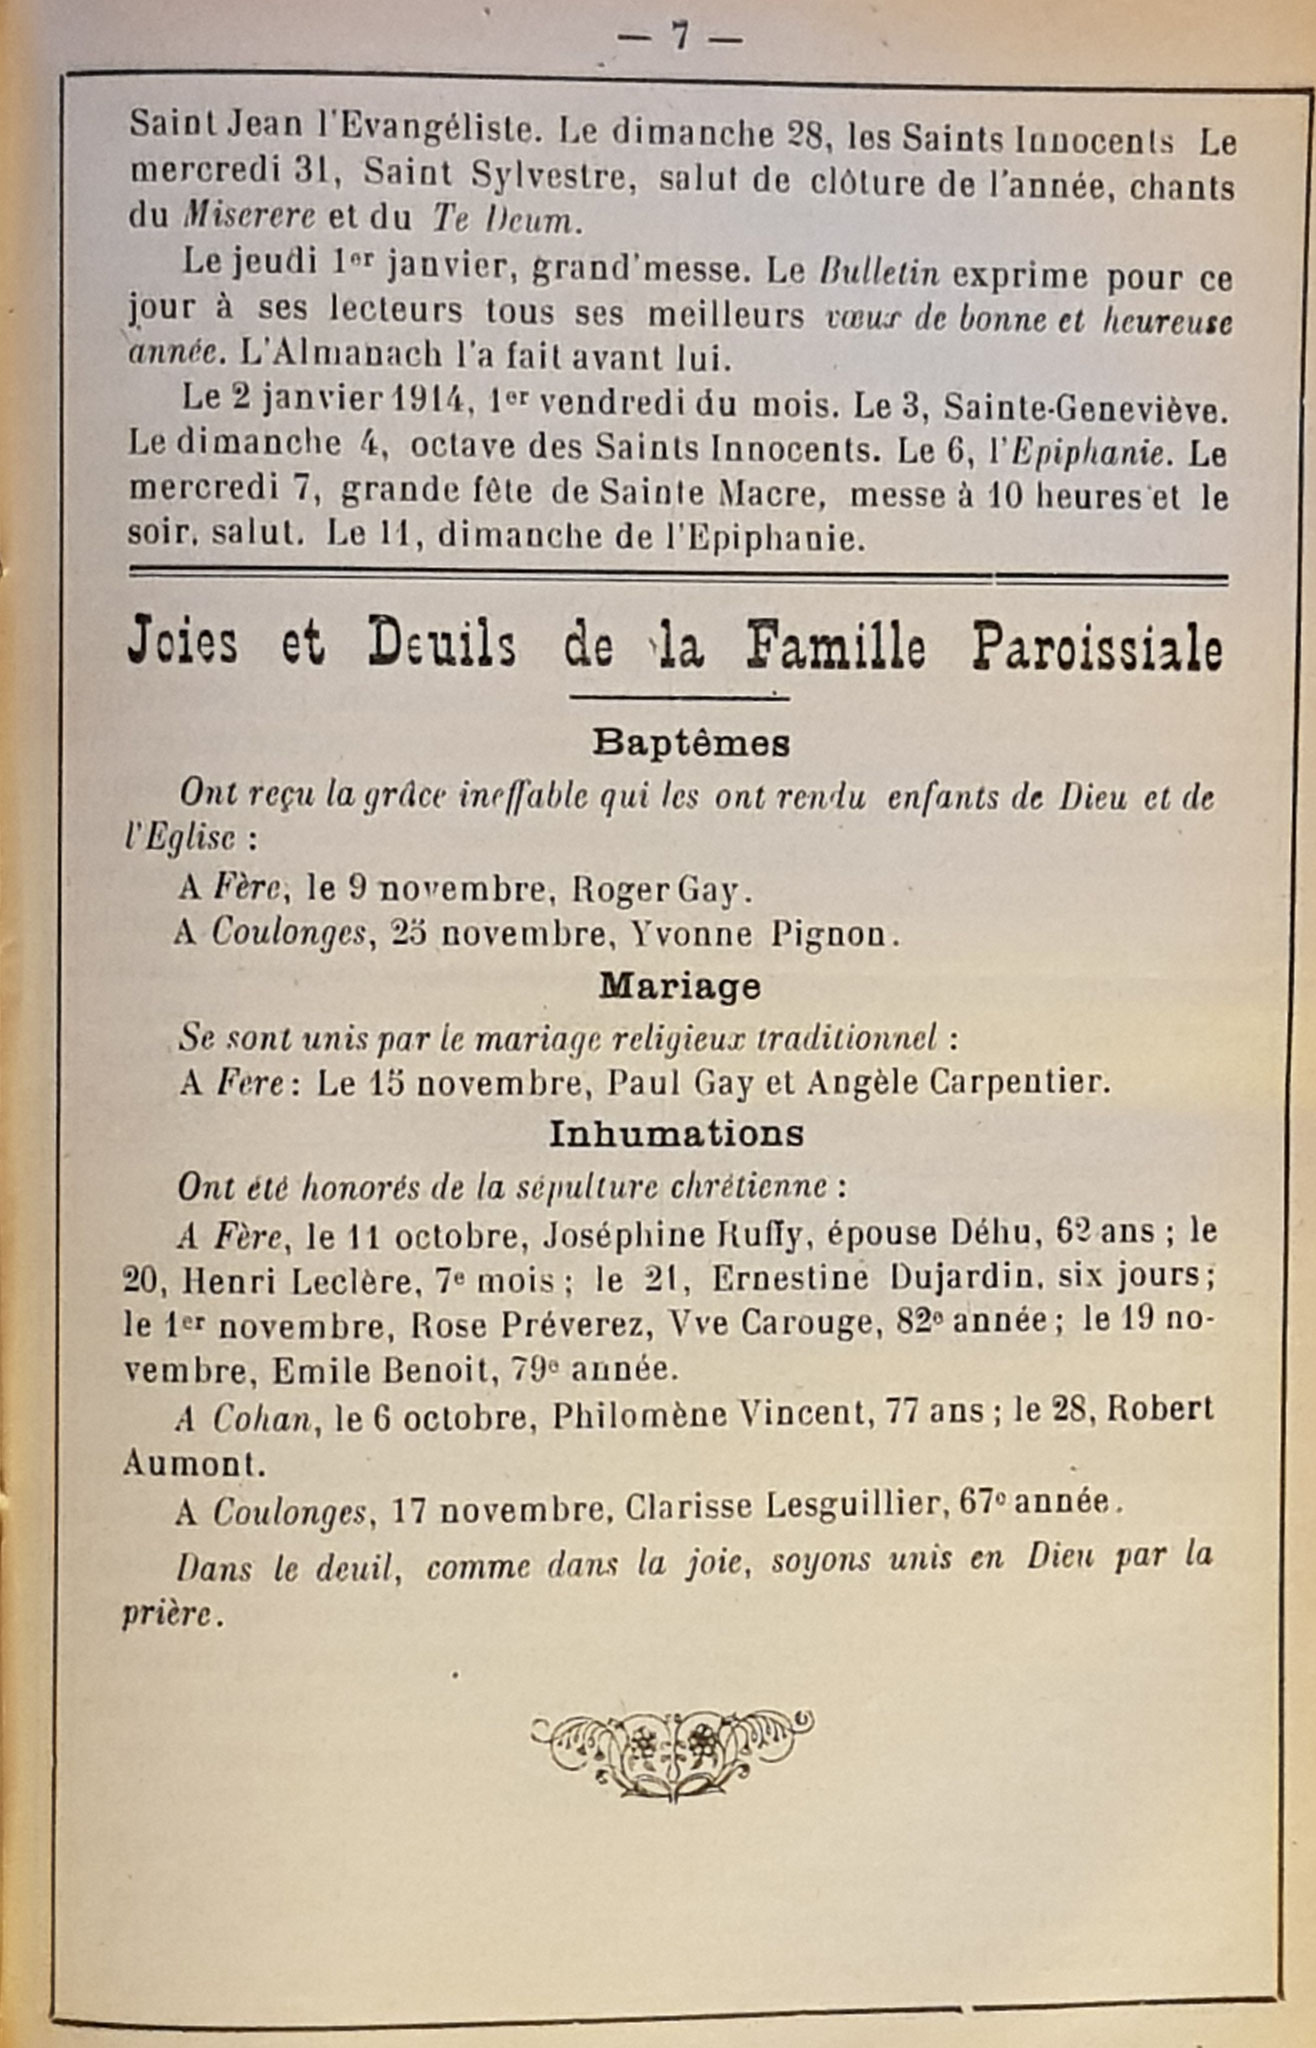 — 7 —
Saint Jean l'Evangéliste. Le dimanche 28, les Saints Innocents Le
mercredi 31, Saint Sylvestre, salut de clôture de l'année, chants
du Miserere et du Te Deum.
Le jeudi 1er janvier, grand'messe. Le Bulletin exprime pour ce
jour à ses lecteurs tous ses meilleurs vœux de bonne et heureuse
année. L'Almanach l'a fait avant lui.
Le 2 janvier 1914, 1er vendredi du mois. Le 3, Sainte-Geneviève.
Le dimanche 4, octave des Saints Innocents. Le 6, l'Epiphanie. Le
mercredi 7, grande fête de Sainte Macre, messe à 10 heures et le
soir, salut. Le 11, dimanche de l'Epiphanie.
Joies et Deuils de la Famille Paroissiale
Baptêmes
Ont reçu la grâce ineffable qui les ont rendu enfants de Dieu et de
l'Eglise :
A Fère, le 9 novembre, Roger Gay.
A Coulonges, 25 novembre, Yvonne Pignon.
Mariage
Se sont unis par le mariage religieux traditionnel :
A Fere : Le 15 novembre, Paul Gay et Angèle Carpentier.
Inhumations
Ont été honorés de la sépulture chrétienne :
A Fère, le 11 octobre, Joséphine Ruffy, épouse Déhu, 62 ans ; le
20, Henri Leclère, 7e mois ; le 21, Ernestine Dujardin, six jours ;
le 1er novembre, Rose Préverez, Vve Carouge, 82e année ; le 19 no-
vembre, Emile Benoit, 79e année.
A Cohan, le 6 octobre, Philomène Vincent, 77 ans ; le 28, Robert
Aumont.
A Coulonges, 17 novembre, Clarisse Lesguillier, 67e année.
Dans le deuil, comme dans la joie, soyons unis en Dieu par la
prière.